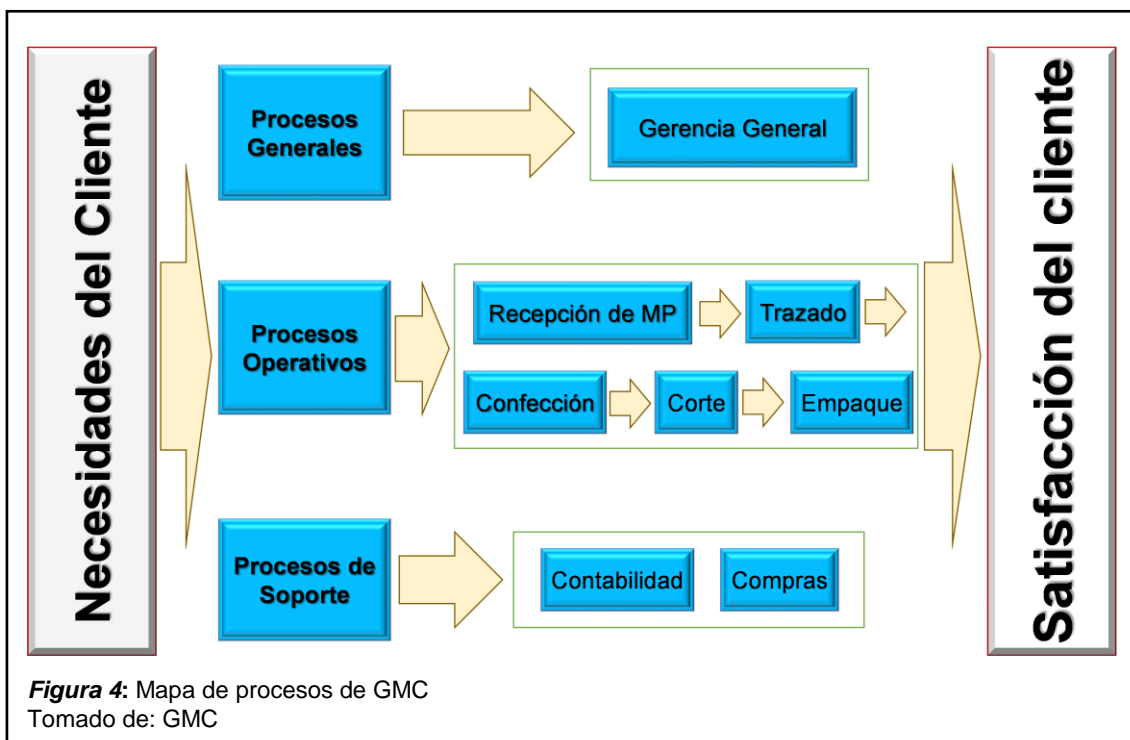 Necesidades del Cliente
Procesos
Generales
Gerencia General
Procesos
Operativos
Recepción de MP
Trazado
Confección
Corte
Empaque
Procesos de
Soporte
Contabilidad
Compras
Satisfacción del cliente
Figura 4: Mapa de procesos de GMC
Tomado de: GMC